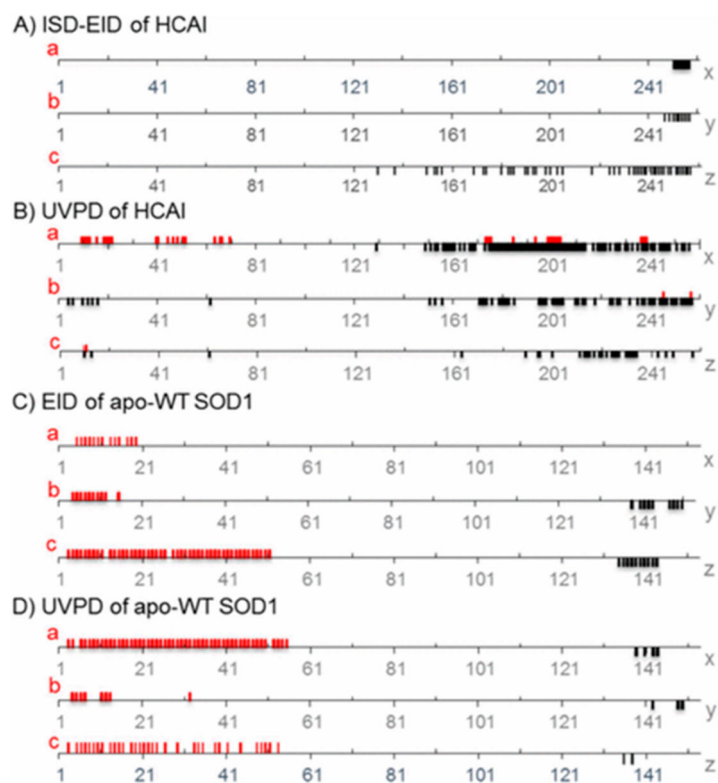 A) ISD-EID of HCAI
a
x
1 41 81 121 161 201 241
b
y
1 41 81 121 161 201 241
c
z
1 41 81 121 161 201 241
B) UVPD of HCAI
a
x
1 41 81 121 161 201 241
b
y
1 41 81 121 161 201 241
c
z
1 41 81 121 161 201 241
C) EID of apo-WT SOD1
a
x
1 21 41 61 81 101 121 141
b
y
1 21 41 61 81 101 121 141
c
z
1 21 41 61 81 101 121 141
D) UVPD of apo-WT SOD1
a
x
1 21 41 61 81 101 121 141
b
y
1 21 41 61 81 101 121 141
c
z
1 21 41 61 81 101 121 141